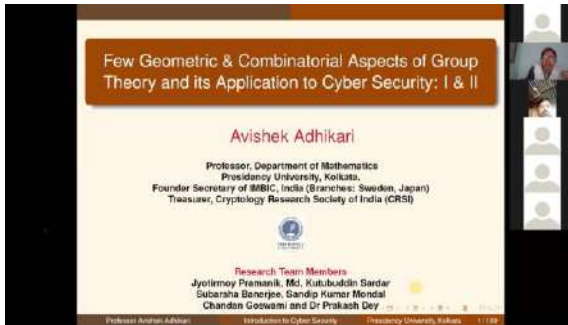 Few Geometric & Combinatorial Aspects of Group
Theory and its Application to Cyber Security: I & II
Avishek Adhikari
Professor, Department of Mathematics
Presidency University, Kolkata.
Founder Secretary of IMBIC, India (Branches: Sweden, Japan)
Treasurer, Cryptology Research Society of India (CRSI)
Research Team Members
Jyotirmoy Pramanik, Md. Kutubuddin Sardar
Subarsha Banerjee, Sandip Kumar Mondal
Chandan Goswami and Dr Prakash Dey
Professor Avishek Adhikari Introduction to Cyber Security Presidency University, Kolkata